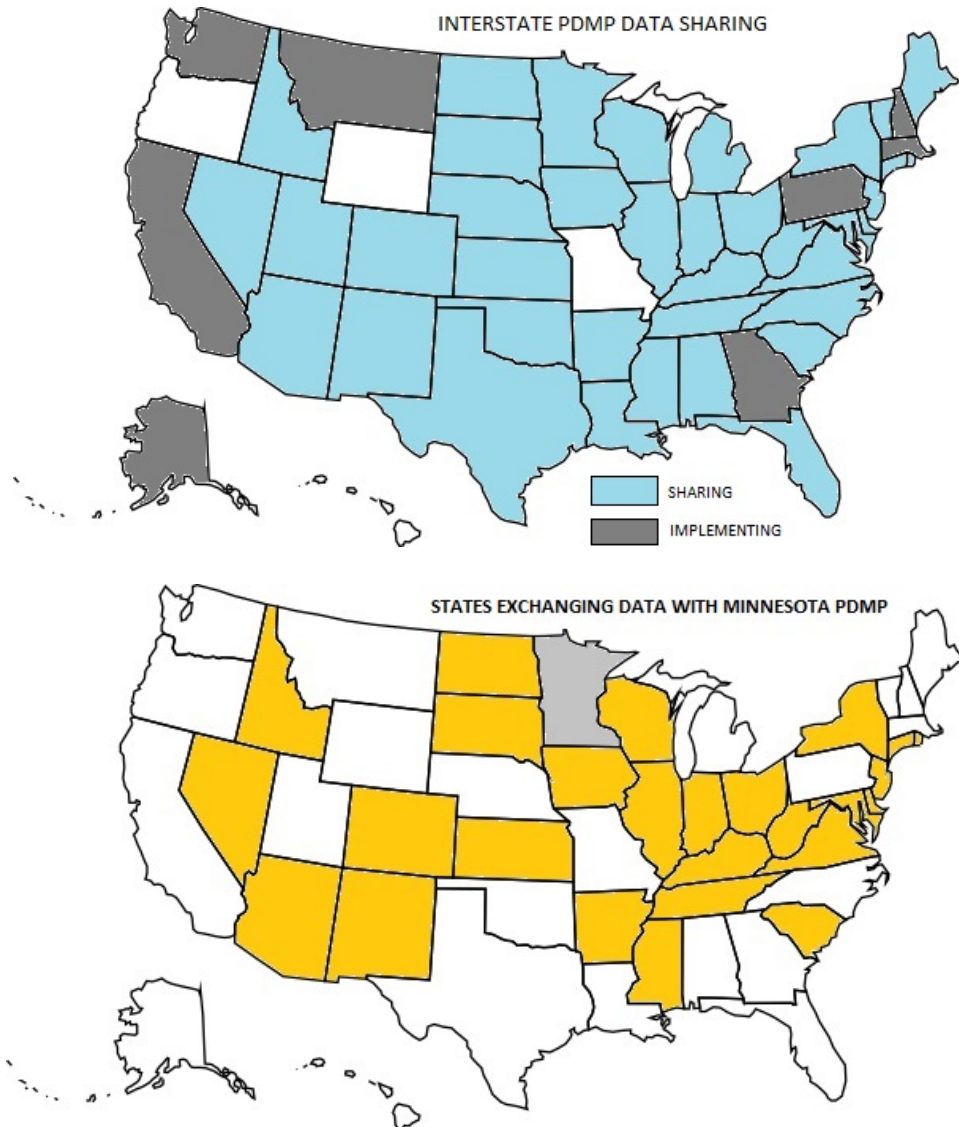 INTERSTATE PDMP DATA SHARING
SHARING
IMPLEMENTING
STATES EXCHANGING DATA WITH MINNESOTA PDMP